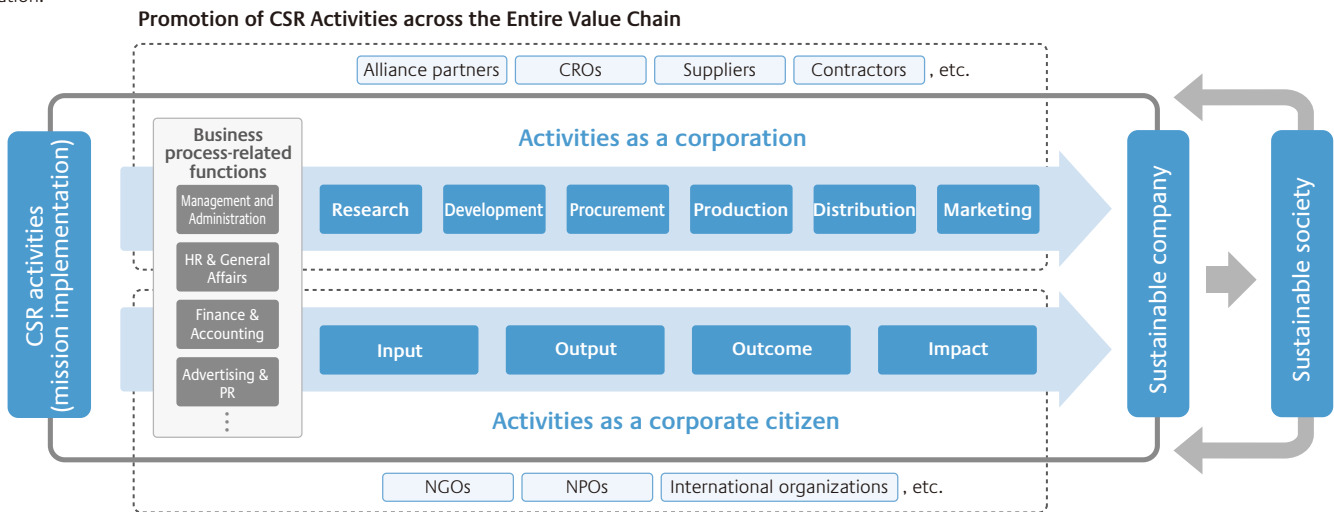 ation.
Promotion of CSR Activities across the Entire Value Chain
Alliance partners
CROs
Suppliers
Contractors
, etc.
CSR activities
(mission implementation)
Business
process-related
functions
Management and
Administration
HR & General
Affairs
Finance &
Accounting
Advertising &
PR
⋮
Activities as a corporation
Research
Development
Procurement
Production
Distribution
Marketing
Input
Output
Outcome
Impact
Activities as a corporate citizen
NGOs
NPOs
International organizations
, etc.
Sustainable company
Sustainable society